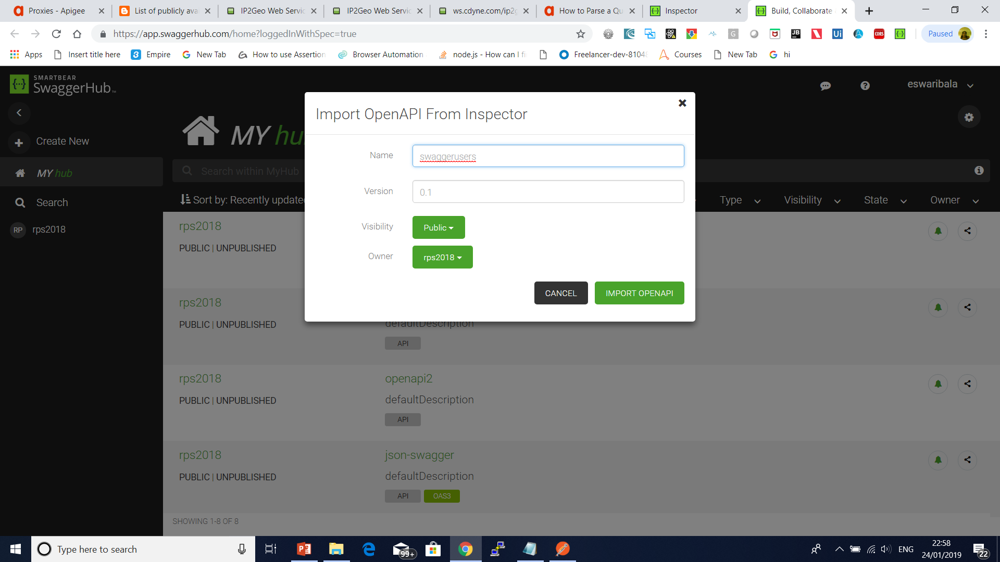 Proxies - Apigee
List of publicly ava
IP2Geo Web Servic
IP2Geo Web Servic
ws.cdyne.com/ip2g
How to Parse a Qu
Inspector
Build, Collaborate
https://app.swaggerhub.com/home?loggedInWithSpec=true
G
JB
Ui
CORS
Paused
Apps
Insert title here
Empire
New Tab
How to use Assertion
Browser Automation
node.js - How can I fi
Freelancer-dev-8104
Courses
New Tab
hi
SMARTBEAR
SwaggerHub™
eswaribala
Create New
MY hub
Search
RP
rps2018
MY hu
Search within MyHub
Sort by: Recently update
Type
Visibility
State
Owner
Import OpenAPI From Inspector
Name
swaggerusers
Version
0.1
Visibility
Public
Owner
rps2018
CANCEL
IMPORT OPENAPI
rps2018
PUBLIC | UNPUBLISHED
rps2018
PUBLIC | UNPUBLISHED
defaultDescription
API
rps2018
openapi2
PUBLIC | UNPUBLISHED
defaultDescription
API
rps2018
json-swagger
PUBLIC | UNPUBLISHED
defaultDescription
API
OAS3
SHOWING 1-8 OF 8
Type here to search
99+
ENG
22:58
24/01/2019
22